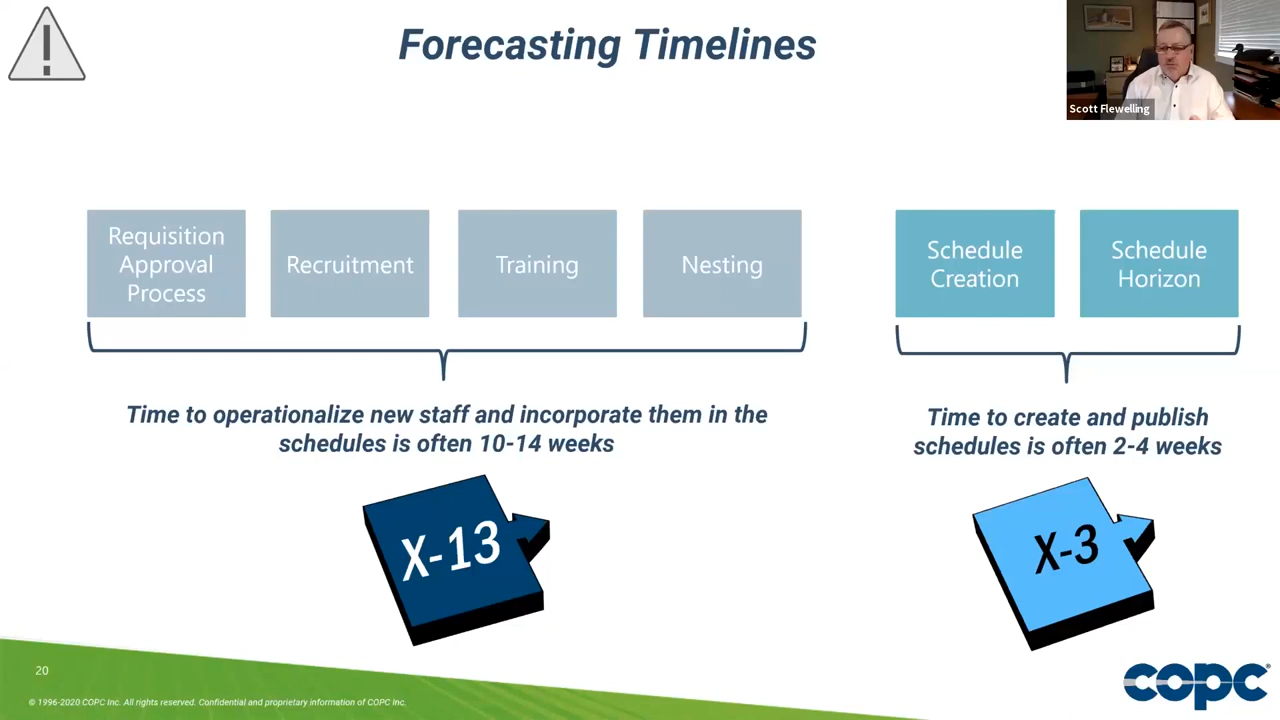 Forecasting Timelines
Scott Flewelling
Requisition
Approval
Process
Recruitment
Training
Nesting
Schedule
Creation
Schedule
Horizon
Time to operationalize new staff and incorporate them in the
schedules is often 10-14 weeks
Time to create and publish
schedules is often 2-4 weeks
X-13
X-3
20
© 1996-2020 COPC Inc. All rights reserved. Confidential and proprietary information of COPC Inc.
copc®